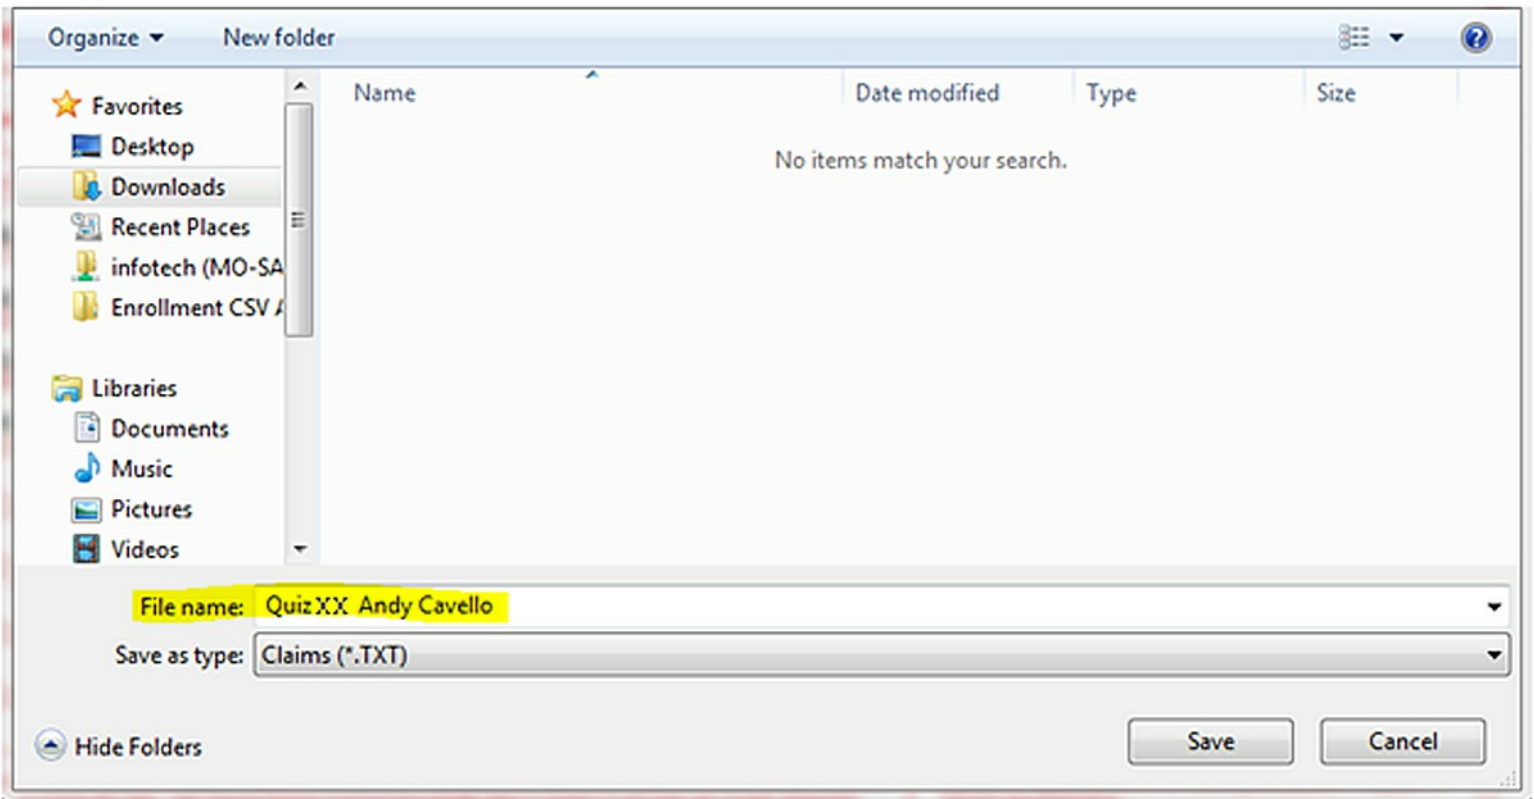 Organize New folder
Name Date modified Type Size
No items match your search.
Favorites
Desktop
Downloads
Recent Places
infotech (MO-SA
Enrollment CSV
Libraries
Documents
Music
Pictures
Videos
File name: QuizXX Andy Cavello
Save as type: Claims (*.TXT)
Hide Folders Save Cancel